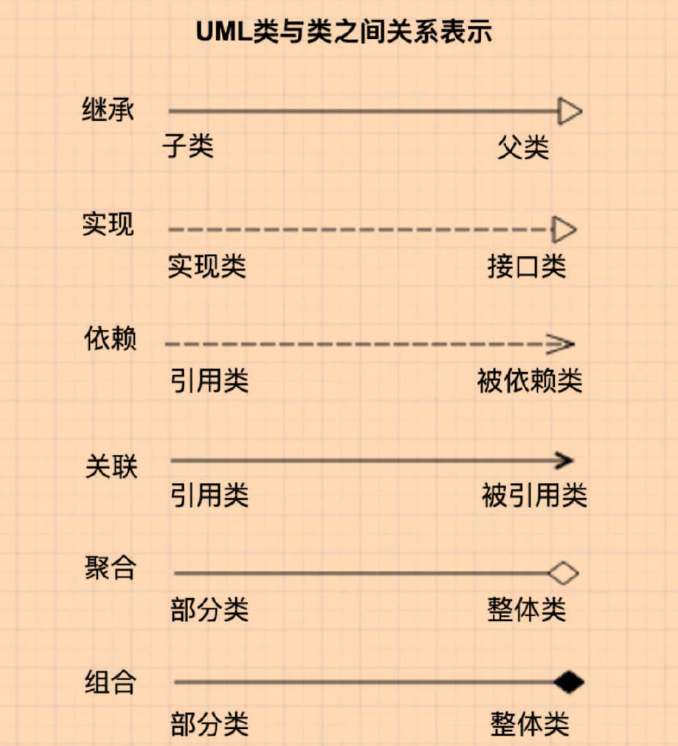 UML类与类之间关系表示
继承
子类 父类
实现
实现类 接口类
依赖
引用类 被依赖类
关联
引用类 被引用类
聚合
部分类 整体类
组合
部分类 整体类